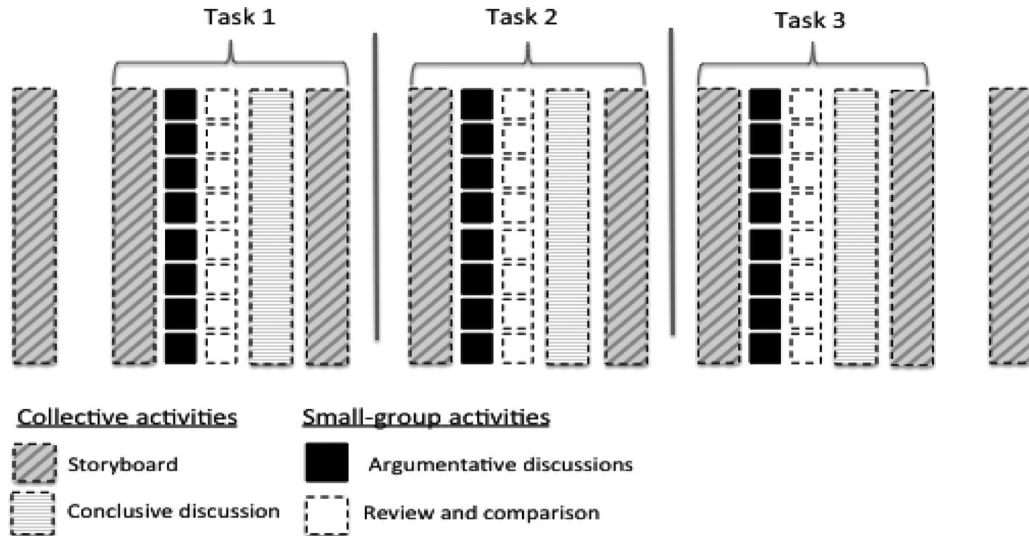 Task 1
Task 2
Task 3
Collective activities
Small-group activities
Storyboard
Argumentative discussions
Conclusive discussion
Review and comparison